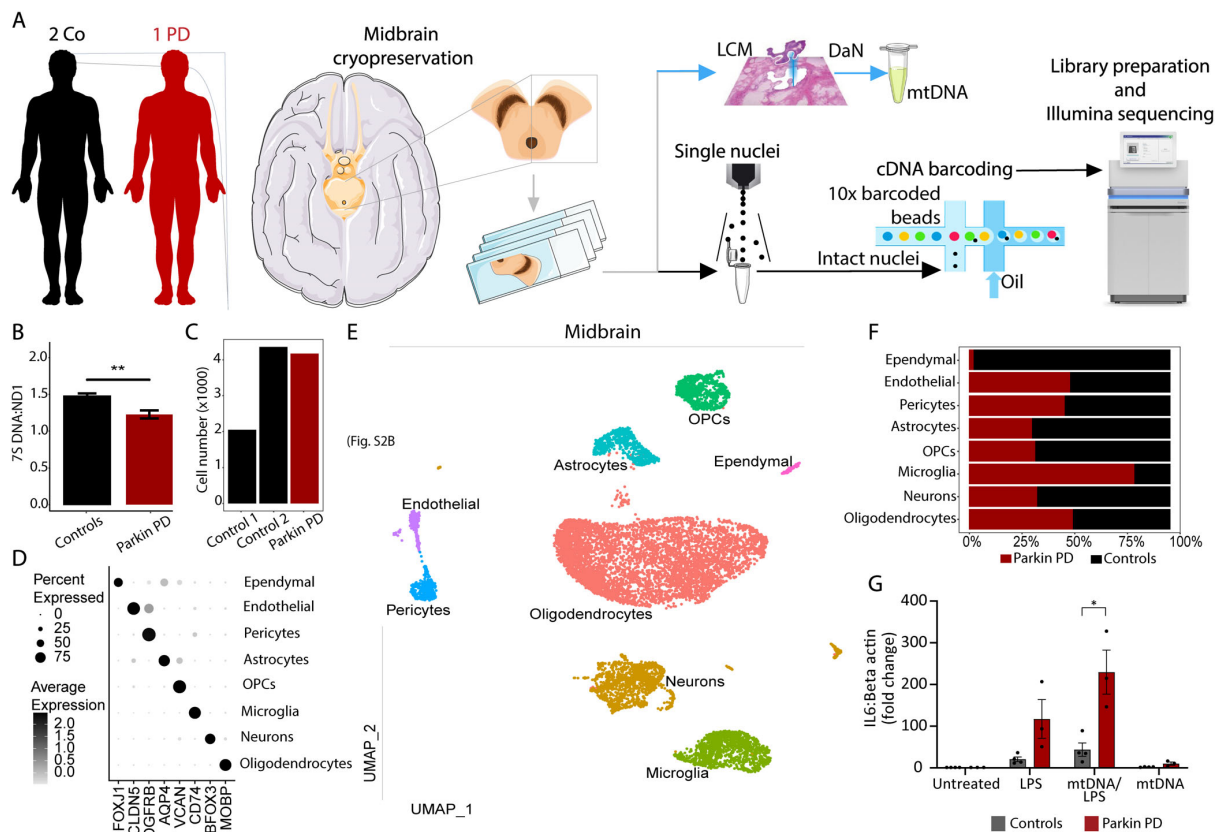 A
2 Co
1 PD
Midbrain
cryopreservation
LCM
DaN
mtDNA
Library preparation
and
Illumina sequencing
Single nuclei
cDNA barcoding
10x barcoded
beads
Intact nuclei
Oil
B
7S DNA:ND1
2.0
1.5
1.0
0.5
0.0
**
Controls
Parkin PD
C
Cell number (x1000)
4
3
2
1
0
Control 1
Control 2
Parkin PD
D
Percent
Expressed
0
25
50
75
Average
Expression
2.0
1.5
1.0
0.5
0.0
Ependymal
Endothelial
Pericytes
Astrocytes
OPCs
Microglia
Neurons
Oligodendrocytes
FOXJ1
CLDN5
DGFRB
AQP4
VCAN
CD74
BFOX3
MOBP
E
Midbrain
(Fig. S2B
OPCs
Astrocytes
Ependymal
Endothelial
Pericytes
Oligodendrocytes
Neurons
Microglia
UMAP_2
UMAP_1
F
Ependymal
Endothelial
Pericytes
Astrocytes
OPCs
Microglia
Neurons
Oligodendrocytes
0%
25%
50%
75%
100%
Parkin PD
Controls
G
IL6:Beta actin
(fold change)
400
300
200
100
0
*
Untreated
LPS
mtDNA/
LPS
mtDNA
Controls
Parkin PD